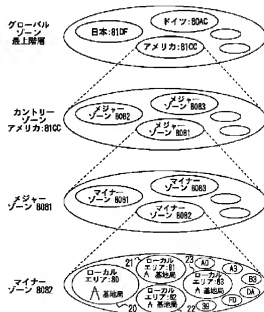 グローバル
ゾーン
最上階層
日本:81DF
ドイツ:80AC
アメリカ:81CC
カントリー
ゾーン
アメリカ:81CC
メジャー
ゾーン 8082
メジャー
ゾーン 8083
メジャー
ゾーン 8081
メジャー
ゾーン 8081
マイナー
ゾーン 8081
マイナー
ゾーン 8083
マイナー
ゾーン 8082
マイナー
ゾーン 8082
ローカル
エリア:80
基地局
20
21
ローカル
エリア:81
基地局
ローカル
エリア:82
基地局
22
23
ローカル
エリア:83
基地局
A0
A3
B3
DA
FD
BB